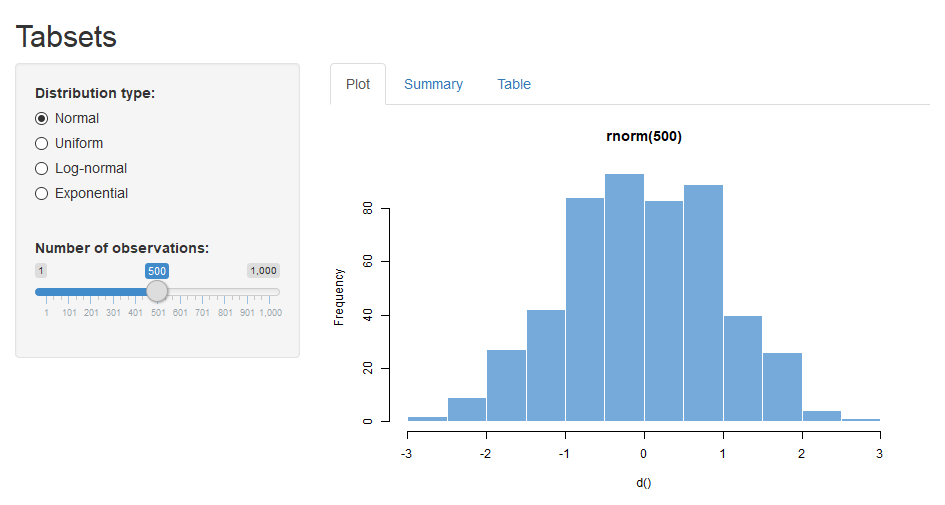 Tabsets
Distribution type:
Normal
Uniform
Log-normal
Exponential
Number of observations:
1 500 1,000
1 101 201 301 401 501 601 701 801 901 1,000
Plot Summary Table
rnorm(500)
Frequency
80
60
40
20
0
-3 -2 -1 0 1 2 3
d()